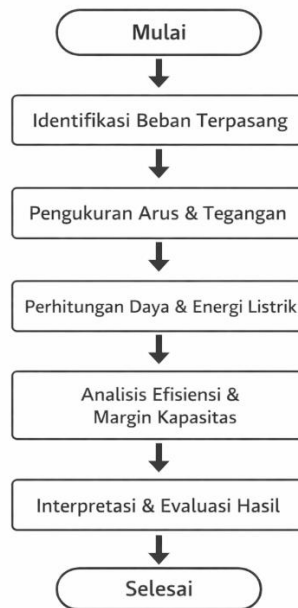 Mulai
Identifikasi Beban Terpasang
Pengukuran Arus & Tegangan
Perhitungan Daya & Energi Listrik
Analisis Efisiensi &
Margin Kapasitas
Interpretasi & Evaluasi Hasil
Selesai